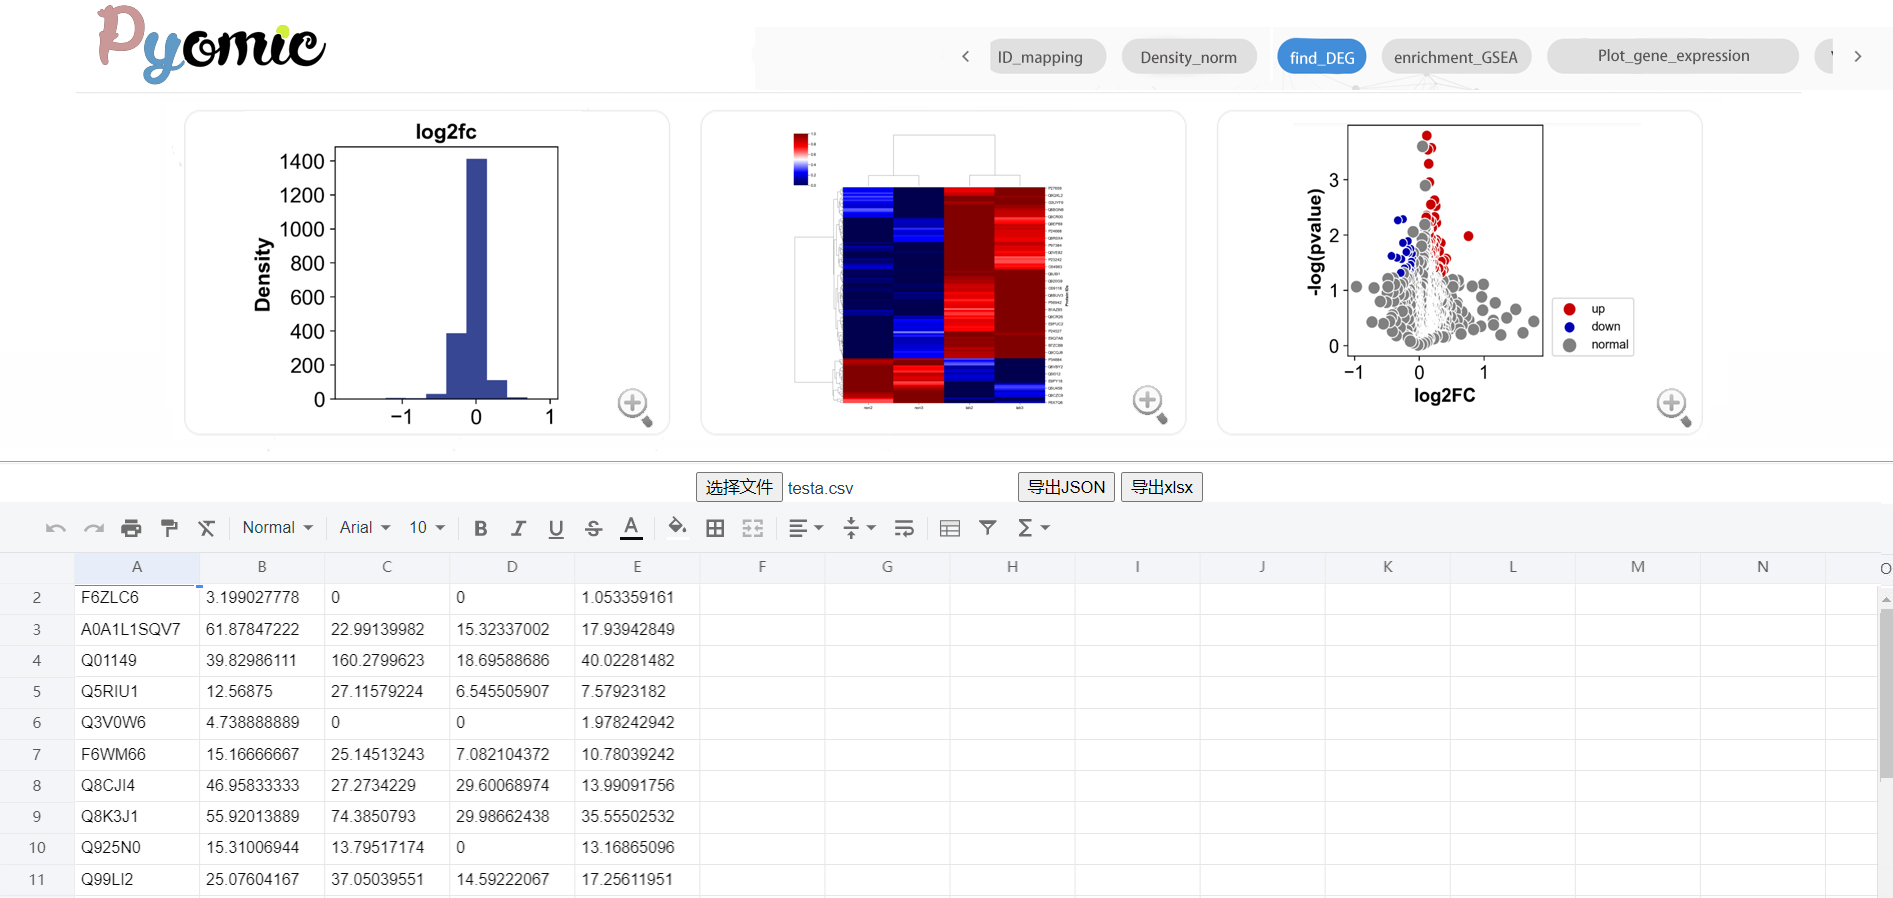 Pyomic
ID_mapping Density_norm find_DEG enrichment_GSEA Plot_gene_expression
log2fc
Density
1400
1200
1000
800
600
400
200
0
−1 0 1
-log(pvalue)
3
2
1
0
−1 0 1
log2FC
up
down
normal
选择文件 testa.csv 导出JSON 导出xlsx
Normal Arial 10 B I U S A Σ
A B C D E F G H I J K L M N O
2 F6ZLC6 3.199027778 0 0 1.053359161
3 A0A1L1SQV7 61.87847222 22.99139982 15.32337002 17.93942849
4 Q01149 39.82986111 160.2799623 18.69588686 40.02281482
5 Q5RIU1 12.56875 27.11579224 6.545505907 7.57923182
6 Q3V0W6 4.738888889 0 0 1.978242942
7 F6WM66 15.16666667 25.14513243 7.082104372 10.78039242
8 Q8CJI4 46.95833333 27.2734229 29.60068974 13.99091756
9 Q8K3J1 55.92013889 74.3850793 29.98662438 35.55502532
10 Q925N0 15.31006944 13.79517174 0 13.16865096
11 Q99LI2 25.07604167 37.05039551 14.59222067 17.25611951